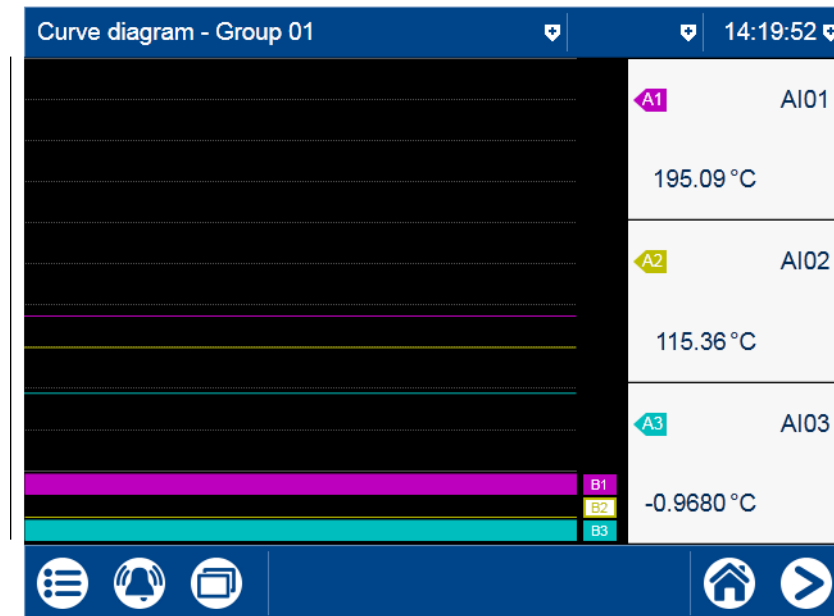 Curve diagram - Group 01
14:19:52
A1 AI01
195.09 °C
A2 AI02
115.36 °C
A3 AI03
-0.9680 °C
B1
B2
B3